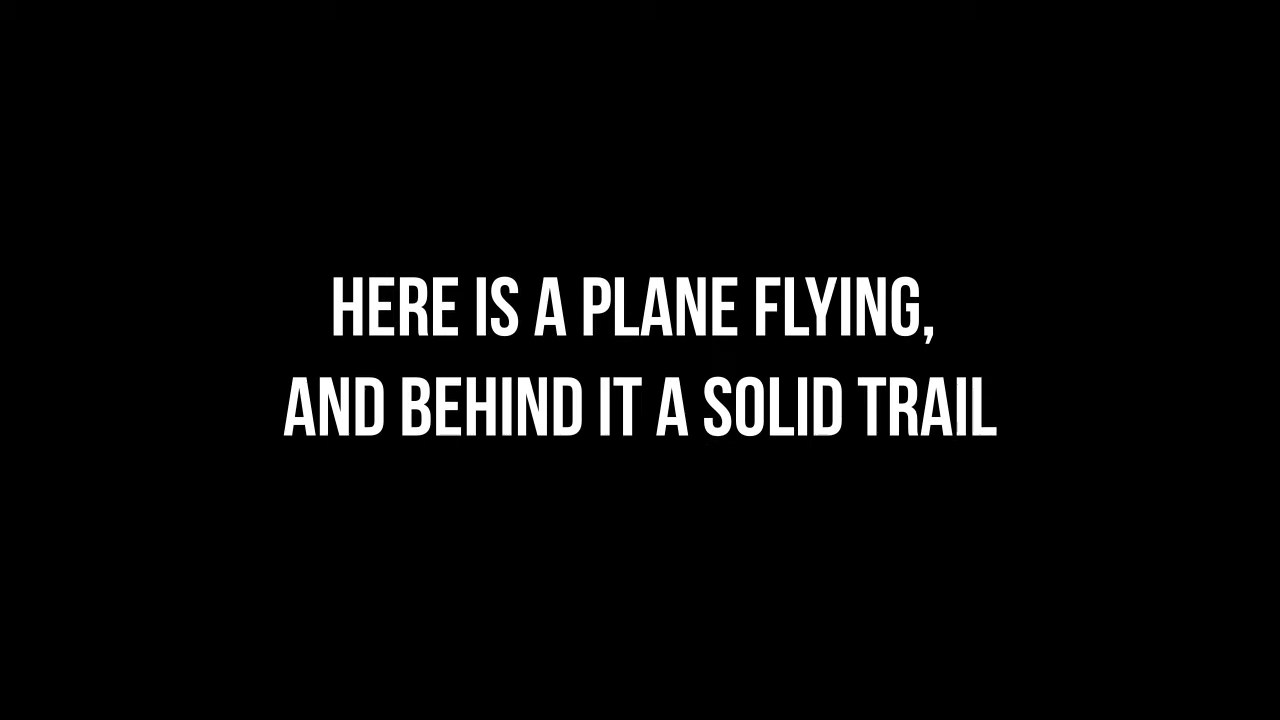 HERE IS A PLANE FLYING,
AND BEHIND IT A SOLID TRAIL